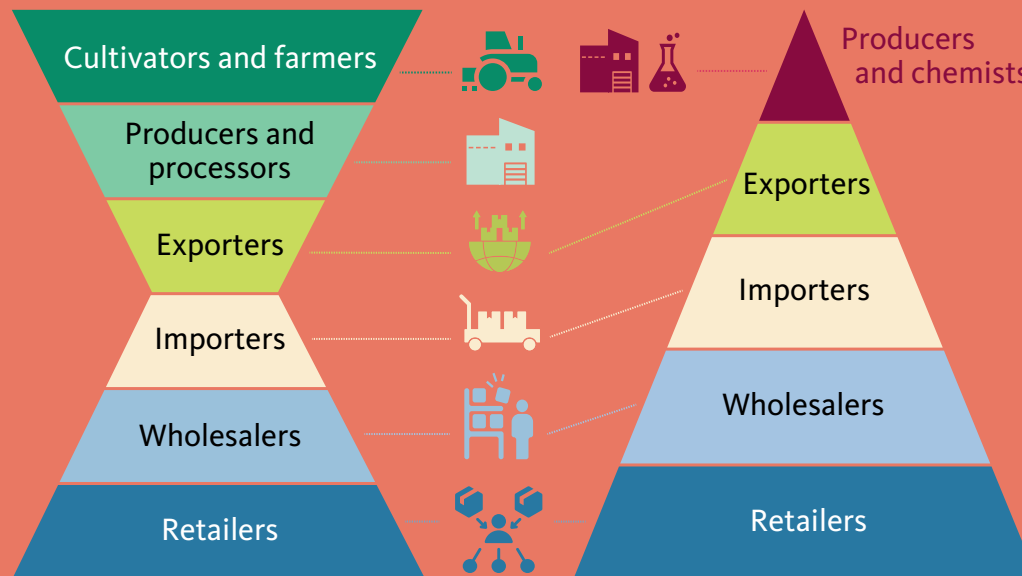 Cultivators and farmers
Producers and
processors
Exporters
Importers
Wholesalers
Retailers
Producers
and chemists
Exporters
Importers
Wholesalers
Retailers